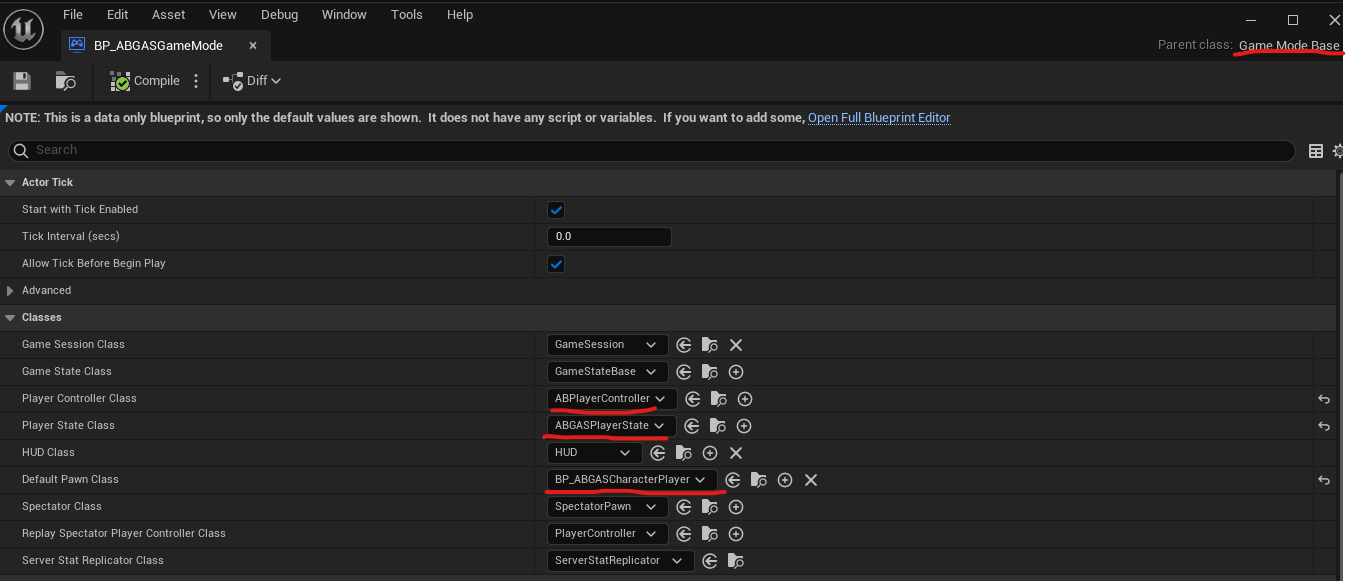 File Edit Asset View Debug Window Tools Help
BP_ABGASGameMode
Parent class: Game Mode Base
Compile Diff
NOTE: This is a data only blueprint, so only the default values are shown. It does not have any script or variables. If you want to add some, Open Full Blueprint Editor
Search
Actor Tick
Start with Tick Enabled
Tick Interval (secs) 0.0
Allow Tick Before Begin Play
Advanced
Classes
Game Session Class GameSession
Game State Class GameStateBase
Player Controller Class ABPlayerController
Player State Class ABGASPlayerState
HUD Class HUD
Default Pawn Class BP_ABGASCharacterPlayer
Spectator Class SpectatorPawn
Replay Spectator Player Controller Class PlayerController
Server Stat Replicator Class ServerStatReplicator